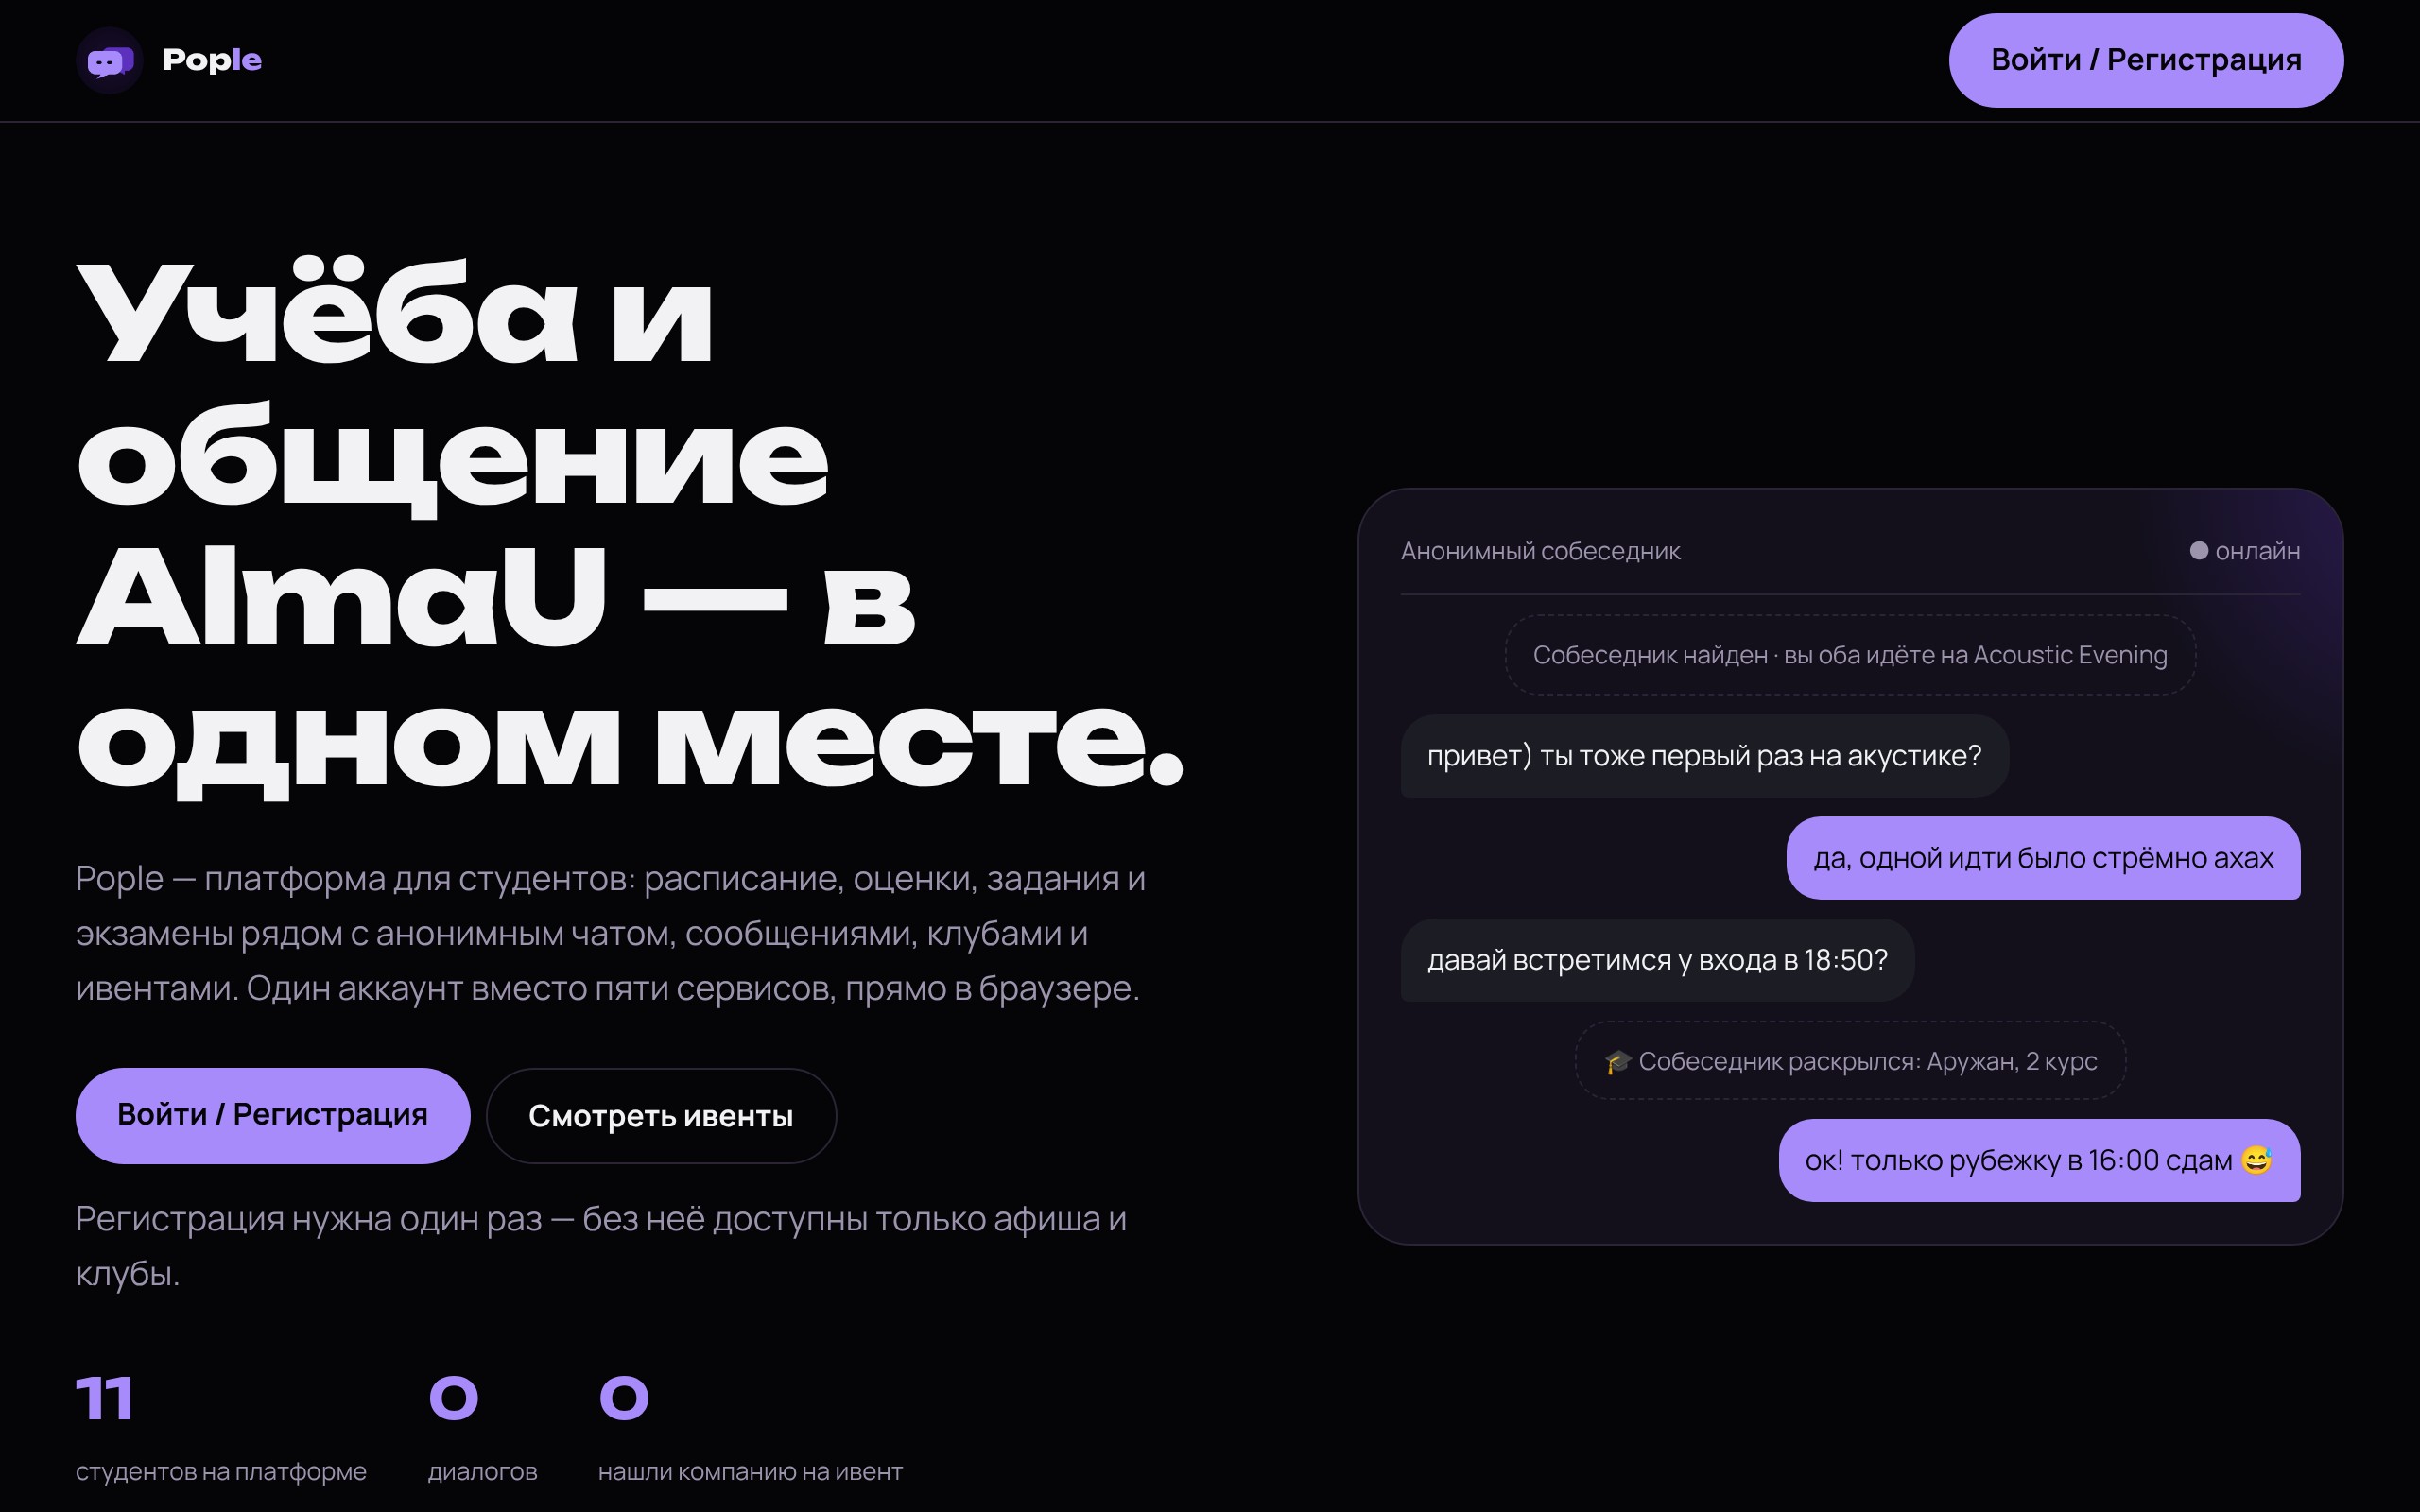 Pople
Войти / Регистрация
Учёба и
общение
AlmaU — в
одном месте.
Pople — платформа для студентов: расписание, оценки, задания и
экзамены рядом с анонимным чатом, сообщениями, клубами и
ивентами. Один аккаунт вместо пяти сервисов, прямо в браузере.
Войти / Регистрация
Смотреть ивенты
Регистрация нужна один раз — без неё доступны только афиша и
клубы.
11
студентов на платформе
0
диалогов
0
нашли компанию на ивент
Анонимный собеседник
онлайн
Собеседник найден · вы оба идёте на Acoustic Evening
привет) ты тоже первый раз на акустике?
да, одной идти было стрёмно ахах
давай встретимся у входа в 18:50?
🎓 Собеседник раскрылся: Аружан, 2 курс
ок! только рубежку в 16:00 сдам 😅